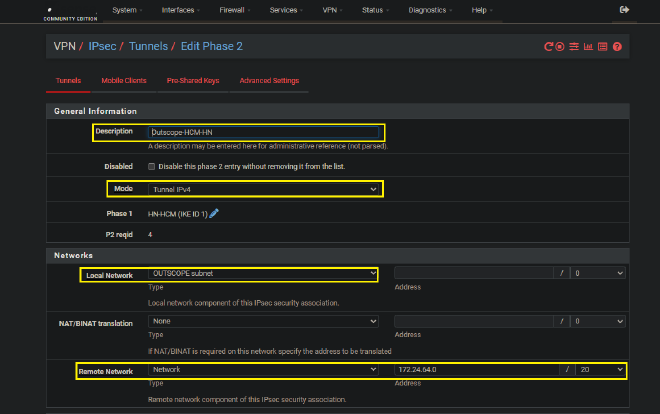 COMMUNITY EDITION
System Interfaces Firewall Services VPN Status Diagnostics Help
VPN / IPsec / Tunnels / Edit Phase 2
Tunnels Mobile Clients Pre-Shared Keys Advanced Settings
General Information
Description Outscope-HCM-HN
A description may be entered here for administrative reference (not parsed).
Disabled Disable this phase 2 entry without removing it from the list.
Mode Tunnel IPv4
Phase 1 HN-HCM (IKE ID 1)
P2 reqid 4
Networks
Local Network OUTSCOPE subnet / 0
Type Address
Local network component of this IPsec security association.
NAT/BINAT translation None / 0
Type Address
If NAT/BINAT is required on this network specify the address to be translated
Remote Network Network 172.24.64.0 / 20
Type Address
Remote network component of this IPsec security association.